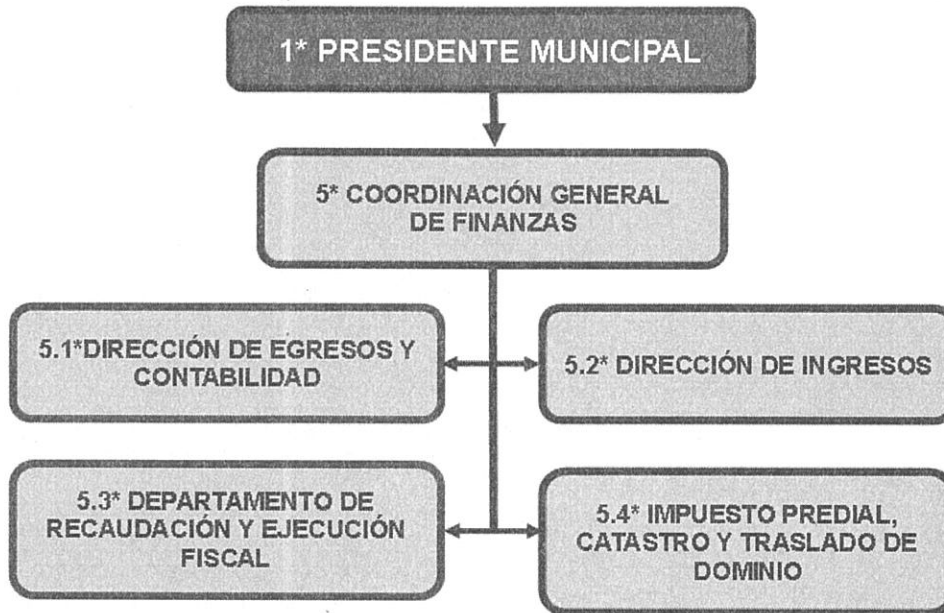 1* PRESIDENTE MUNICIPAL
5* COORDINACIÓN GENERAL
DE FINANZAS
5.1*DIRECCIÓN DE EGRESOS Y
CONTABILIDAD
5.2* DIRECCIÓN DE INGRESOS
5.3* DEPARTAMENTO DE
RECAUDACIÓN Y EJECUCIÓN
FISCAL
5.4* IMPUESTO PREDIAL,
CATASTRO Y TRASLADO DE
DOMINIO